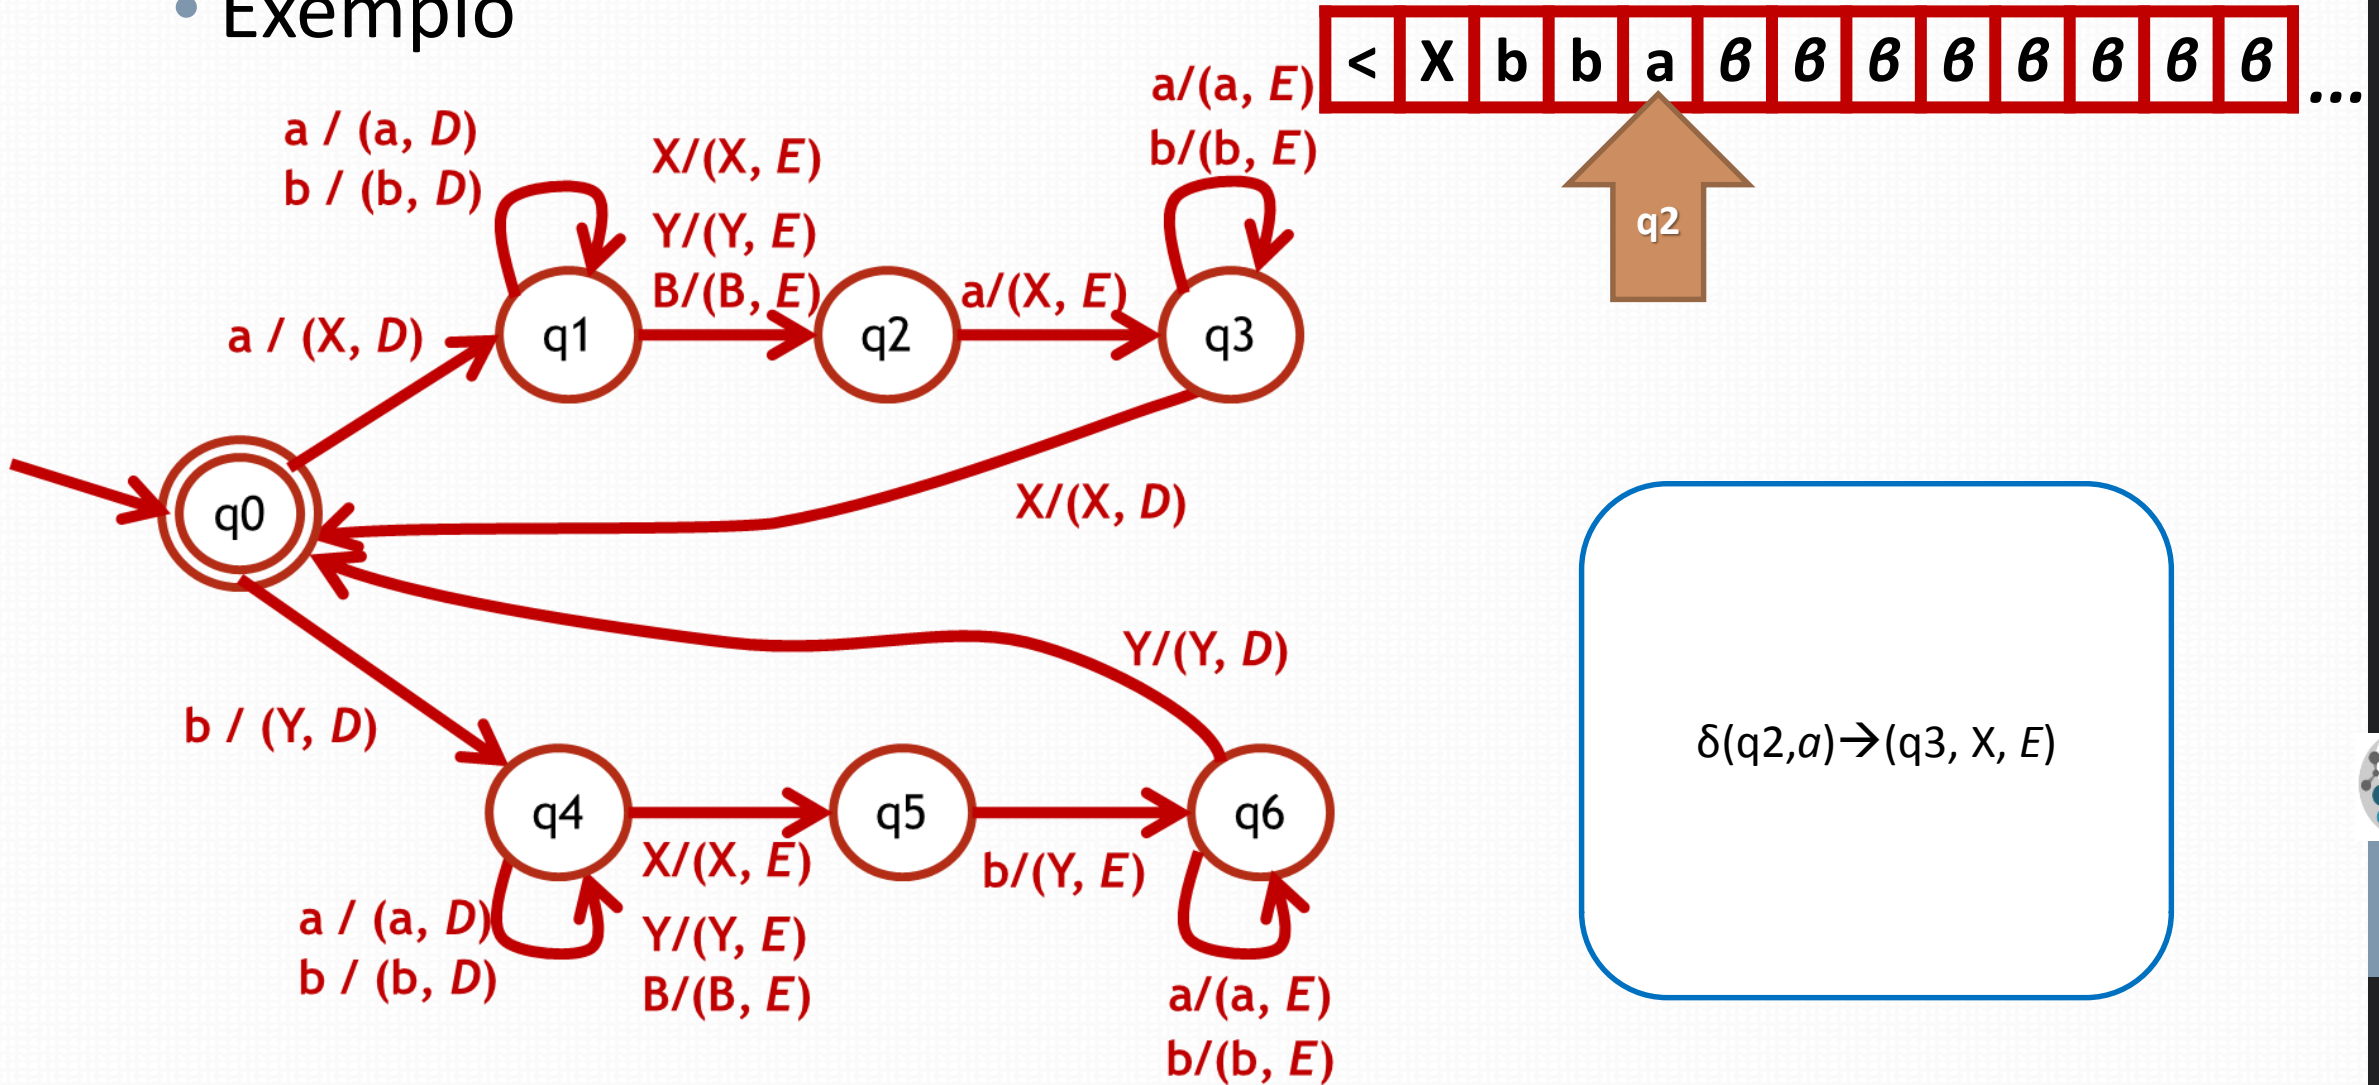 • Exemplo
< X b b a β β β β β β β β ...
q2
a / (a, D)
b / (b, D)
X/(X, E)
Y/(Y, E)
B/(B, E)
a/(a, E)
b/(b, E)
a / (X, D)
q1
q2
a/(X, E)
q3
q0
X/(X, D)
b / (Y, D)
Y/(Y, D)
q4
q5
q6
X/(X, E)
Y/(Y, E)
B/(B, E)
b/(Y, E)
a / (a, D)
b / (b, D)
a/(a, E)
b/(b, E)
δ(q2,a)→(q3, X, E)